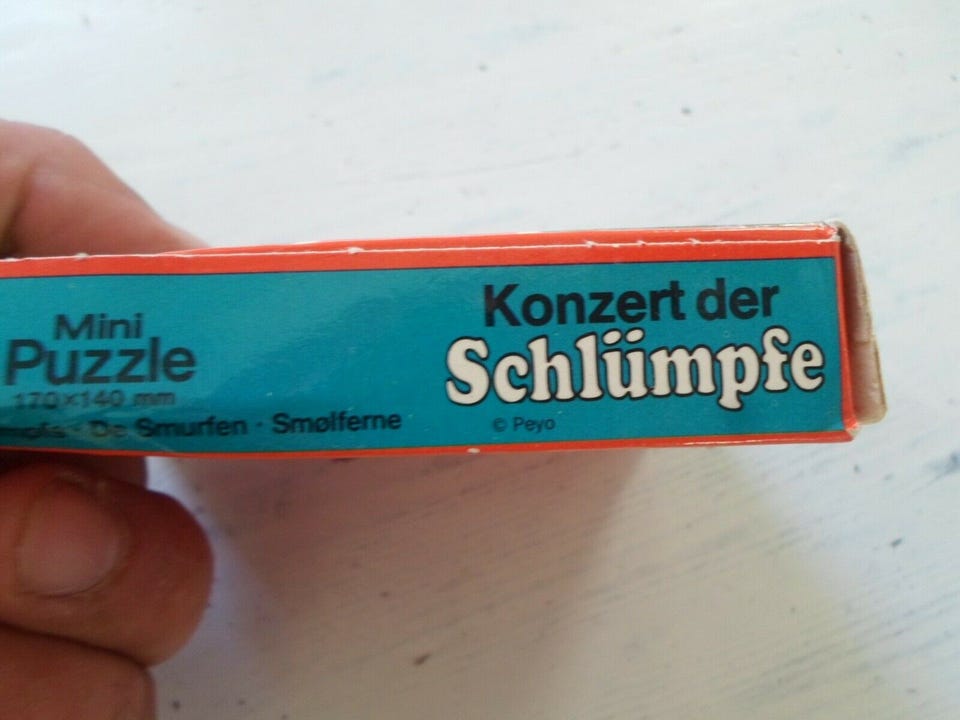 Mini
Puzzle
170×140 mm
De Smurfen · Smølferne
Konzert der
Schlümpfe
© Peyo